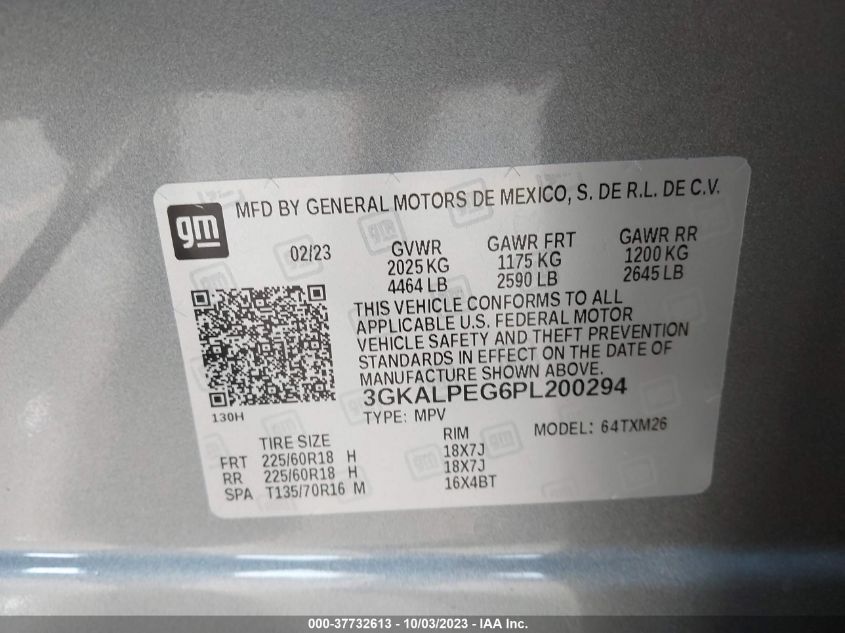 gm
MFD BY GENERAL MOTORS DE MEXICO, S. DE R.L. DE C.V.
02/23
GVWR
2025 KG
4464 LB
GAWR FRT
1175 KG
2590 LB
GAWR RR
1200 KG
2645 LB
THIS VEHICLE CONFORMS TO ALL
APPLICABLE U.S. FEDERAL MOTOR
VEHICLE SAFETY AND THEFT PREVENTION
STANDARDS IN EFFECT ON THE DATE OF
MANUFACTURE SHOWN ABOVE.
3GKALPEG6PL200294
130H
TYPE: MPV
MODEL: 64TXM26
TIRE SIZE RIM
FRT 225/60R18 H 18X7J
RR 225/60R18 H 18X7J
SPA T135/70R16 M 16X4BT
000-37732613 - 10/03/2023 - IAA Inc.